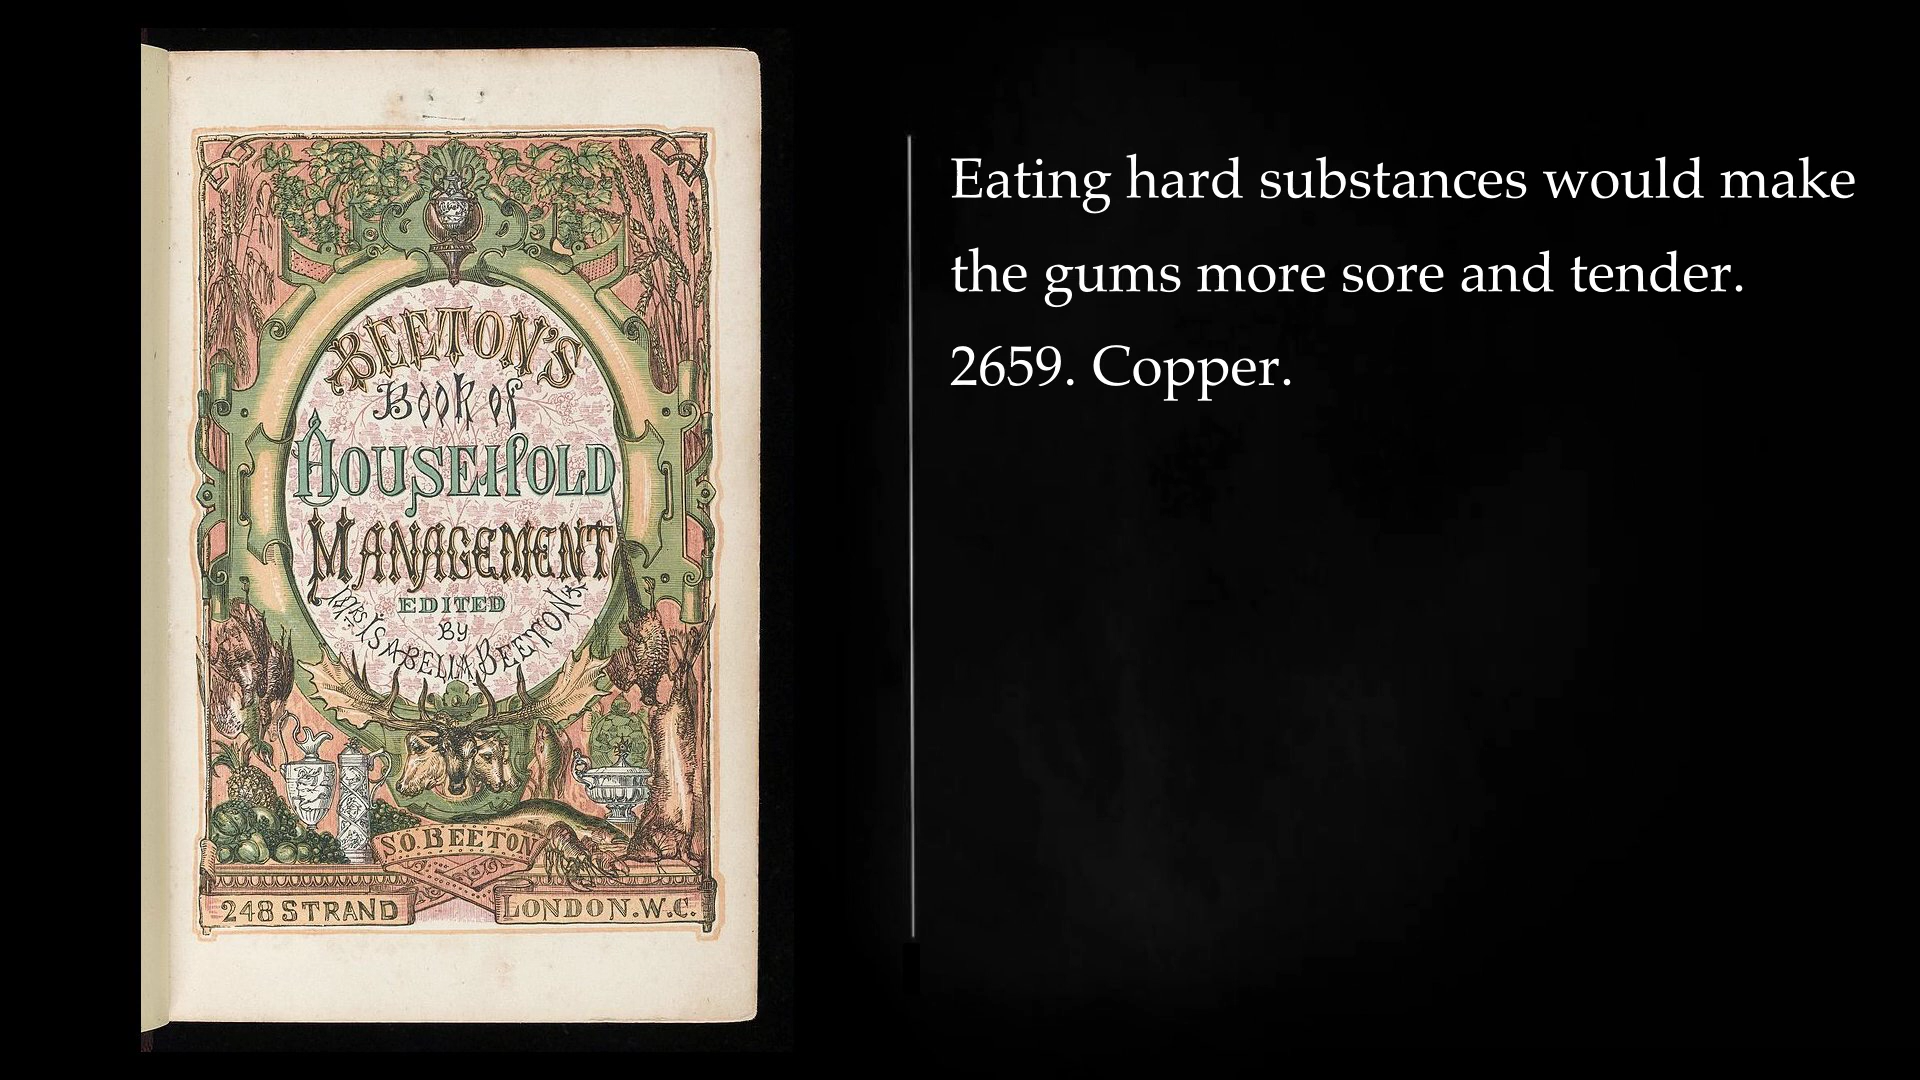 BEETON'S
Book of
HOUSEHOLD
MANAGEMENT
EDITED
BY
MRS ISABELLA BEETON
S.O. BEETON
248 STRAND
LONDON.W.C.
Eating hard substances would make
the gums more sore and tender.
2659. Copper.